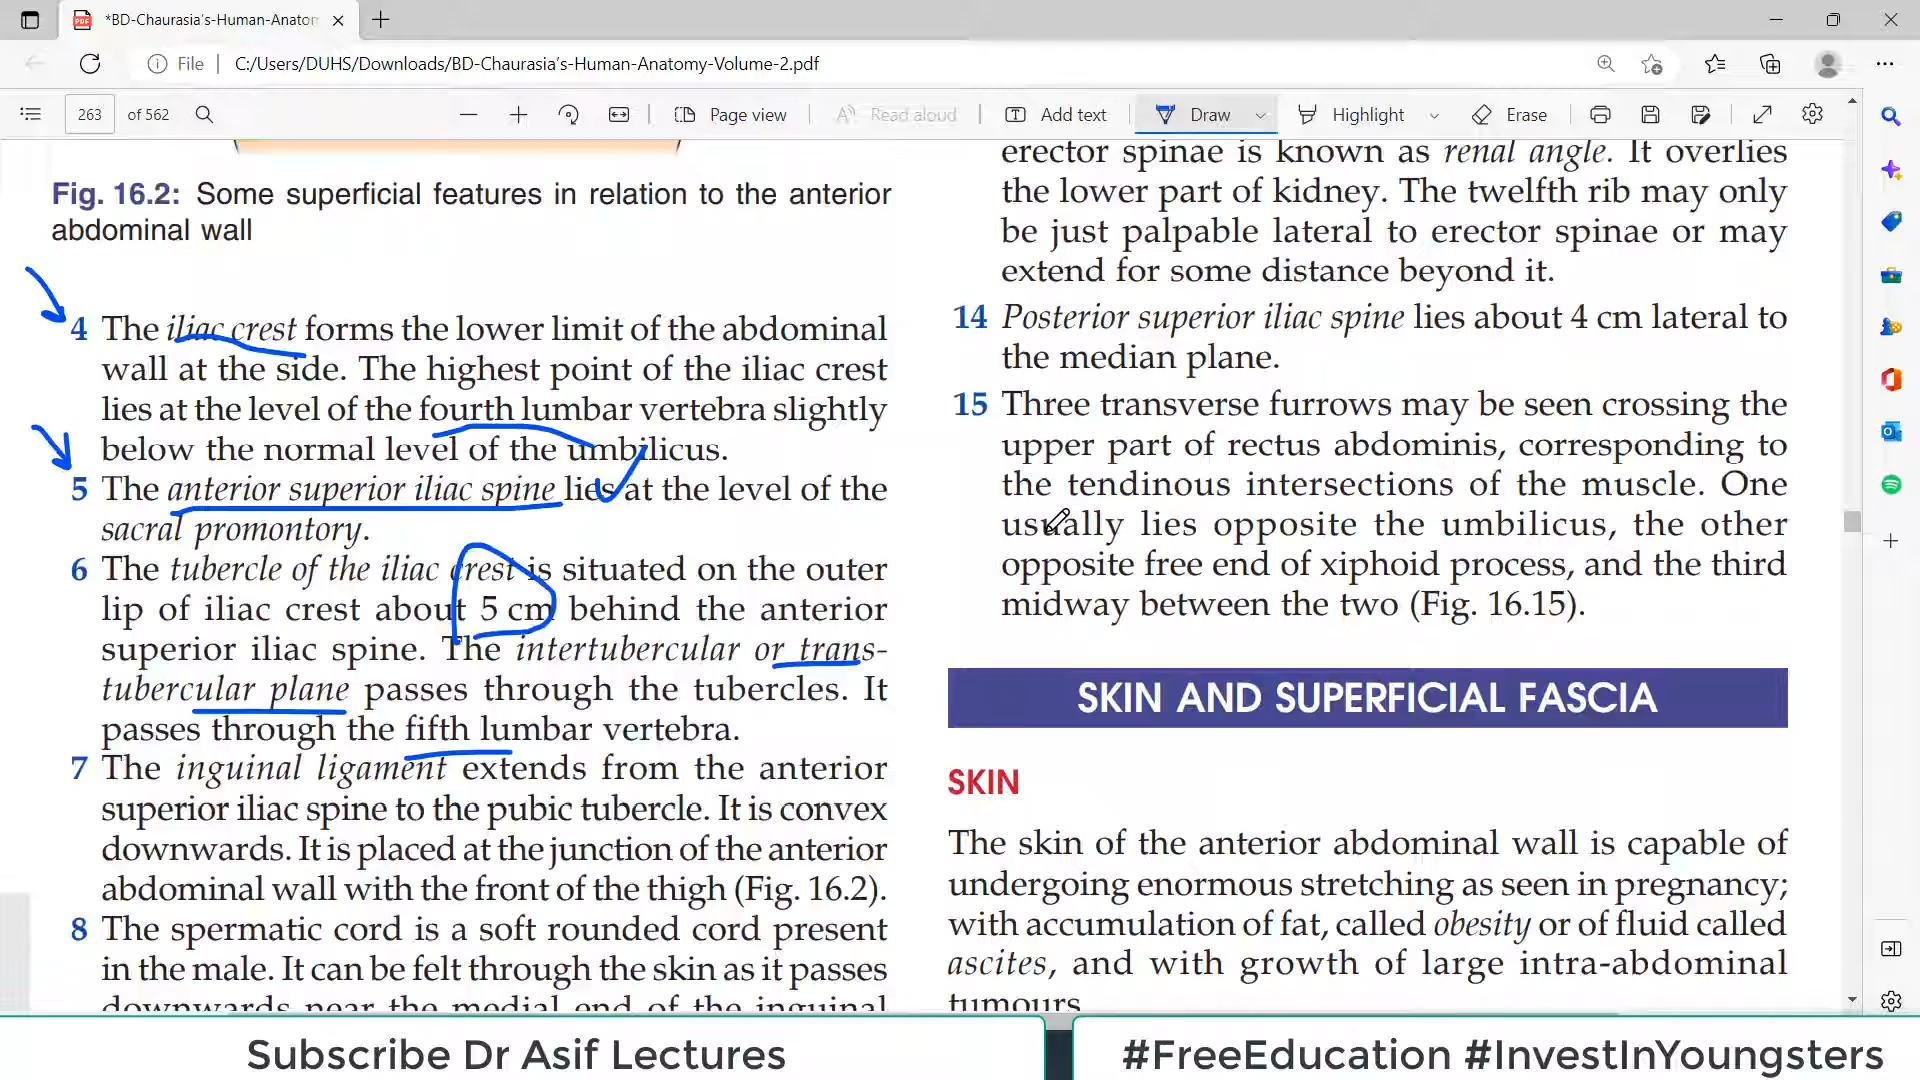 *BD-Chaurasia's-Human-Anatom
File
C:/Users/DUHS/Downloads/BD-Chaurasia's-Human-Anatomy-Volume-2.pdf
263 of 562
Page view
Read aloud
Add text
Draw
Highlight
Erase
Fig. 16.2: Some superficial features in relation to the anterior
abdominal wall
4 The iliac crest forms the lower limit of the abdominal
wall at the side. The highest point of the iliac crest
lies at the level of the fourth lumbar vertebra slightly
below the normal level of the umbilicus.
5 The anterior superior iliac spine lies at the level of the
sacral promontory.
6 The tubercle of the iliac crest is situated on the outer
lip of iliac crest about 5 cm behind the anterior
superior iliac spine. The intertubercular or trans-
tubercular plane passes through the tubercles. It
passes through the fifth lumbar vertebra.
7 The inguinal ligament extends from the anterior
superior iliac spine to the pubic tubercle. It is convex
downwards. It is placed at the junction of the anterior
abdominal wall with the front of the thigh (Fig. 16.2).
8 The spermatic cord is a soft rounded cord present
in the male. It can be felt through the skin as it passes
downwards near the medial end of the inguinal
erector spinae is known as renal angle. It overlies
the lower part of kidney. The twelfth rib may only
be just palpable lateral to erector spinae or may
extend for some distance beyond it.
14 Posterior superior iliac spine lies about 4 cm lateral to
the median plane.
15 Three transverse furrows may be seen crossing the
upper part of rectus abdominis, corresponding to
the tendinous intersections of the muscle. One
usually lies opposite the umbilicus, the other
opposite free end of xiphoid process, and the third
midway between the two (Fig. 16.15).
SKIN AND SUPERFICIAL FASCIA
SKIN
The skin of the anterior abdominal wall is capable of
undergoing enormous stretching as seen in pregnancy;
with accumulation of fat, called obesity or of fluid called
ascites, and with growth of large intra-abdominal
tumours.
Subscribe Dr Asif Lectures
#FreeEducation #InvestInYoungsters